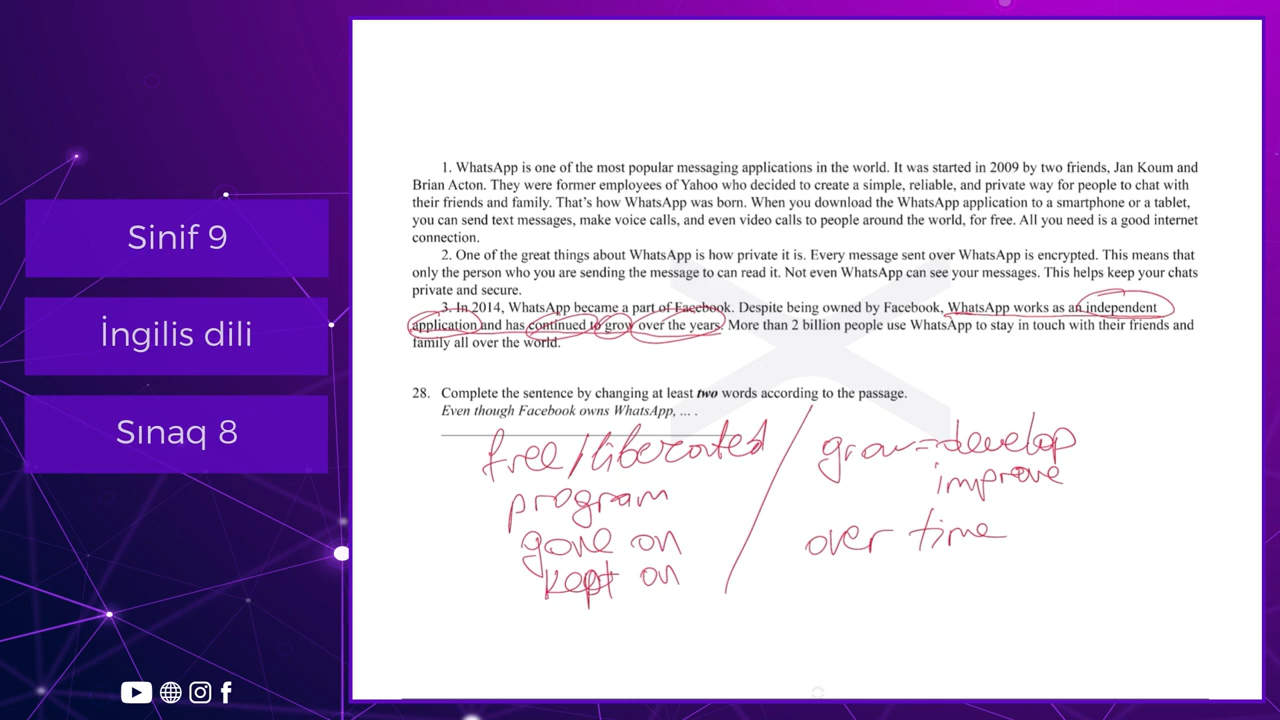 Sinif 9
İngilis dili
Sınaq 8
1. WhatsApp is one of the most popular messaging applications in the world. It was started in 2009 by two friends, Jan Koum and
Brian Acton. They were former employees of Yahoo who decided to create a simple, reliable, and private way for people to chat with
their friends and family. That's how WhatsApp was born. When you download the WhatsApp application to a smartphone or a tablet,
you can send text messages, make voice calls, and even video calls to people around the world, for free. All you need is a good internet
connection.
2. One of the great things about WhatsApp is how private it is. Every message sent over WhatsApp is encrypted. This means that
only the person who you are sending the message to can read it. Not even WhatsApp can see your messages. This helps keep your chats
private and secure.
3. In 2014, WhatsApp became a part of Facebook. Despite being owned by Facebook, WhatsApp works as an independent
application and has continued to grow over the years. More than 2 billion people use WhatsApp to stay in touch with their friends and
family all over the world.
28. Complete the sentence by changing at least two words according to the passage.
Even though Facebook owns WhatsApp, ... .
free/liberated
program
gone on
kept on
grow=develop
improve
over time